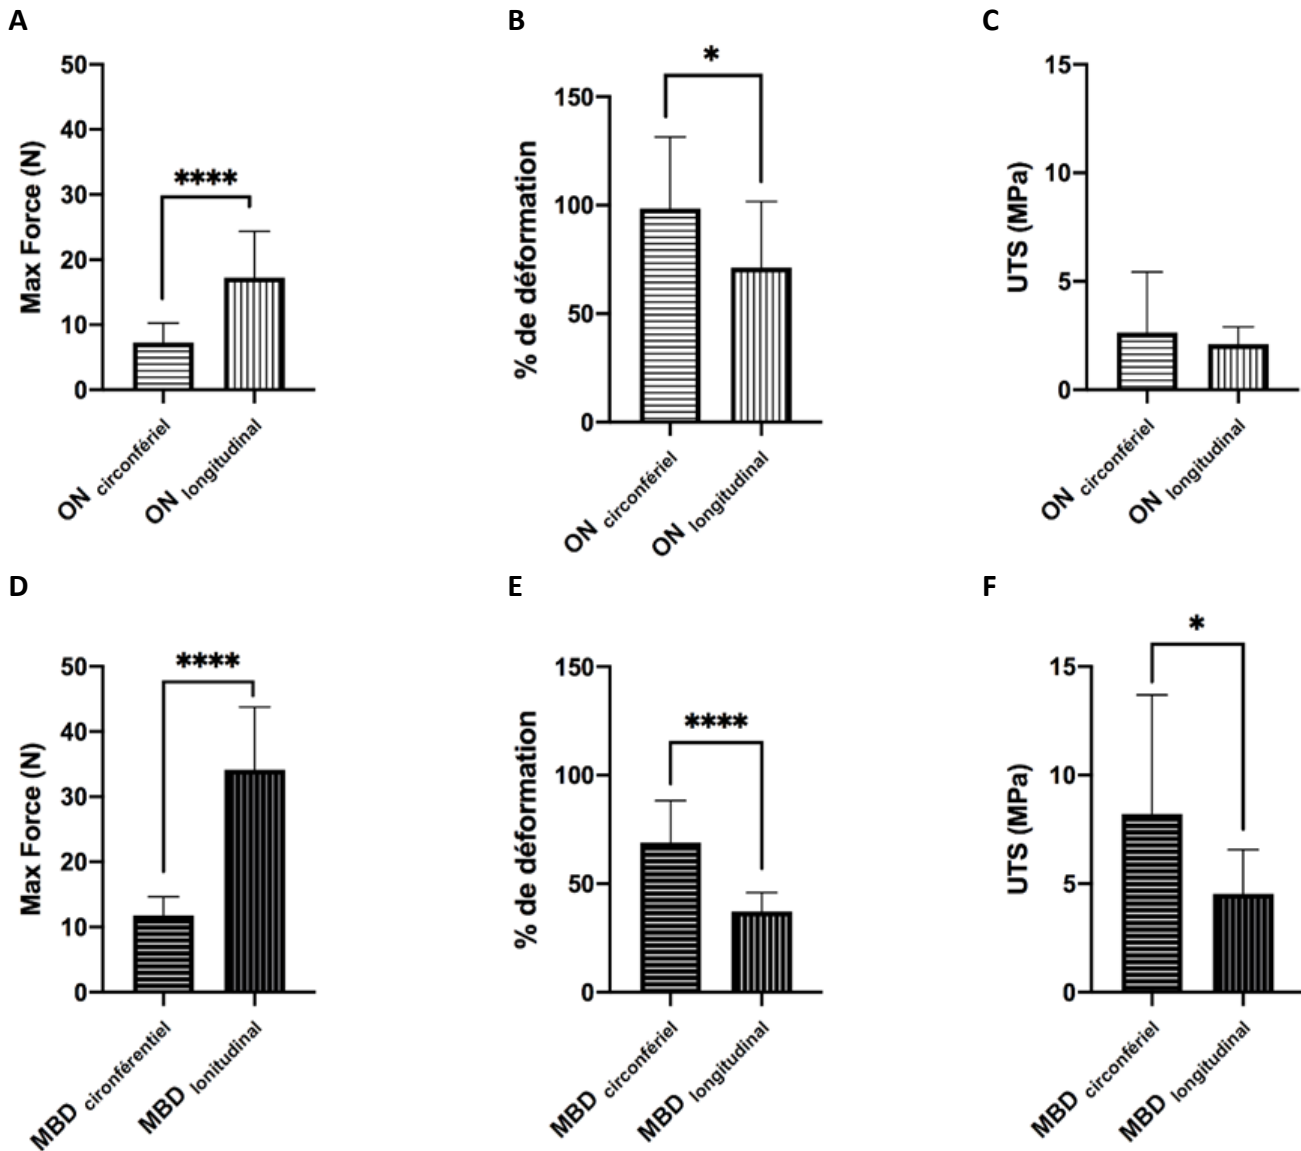 A
Max Force (N)
50
40
30
20
10
0
****
ON circonfériel
ON longitudinal
B
% de déformation
150
100
50
0
*
ON circonfériel
ON longitudinal
C
UTS (MPa)
15
10
5
0
ON circonfériel
ON longitudinal
D
Max Force (N)
50
40
30
20
10
0
****
MBD cironférentiel
MBD lonitudinal
E
% de déformation
150
100
50
0
****
MBD circonfériel
MBD longitudinal
F
UTS (MPa)
15
10
5
0
*
MBD circonfériel
MBD longitudinal